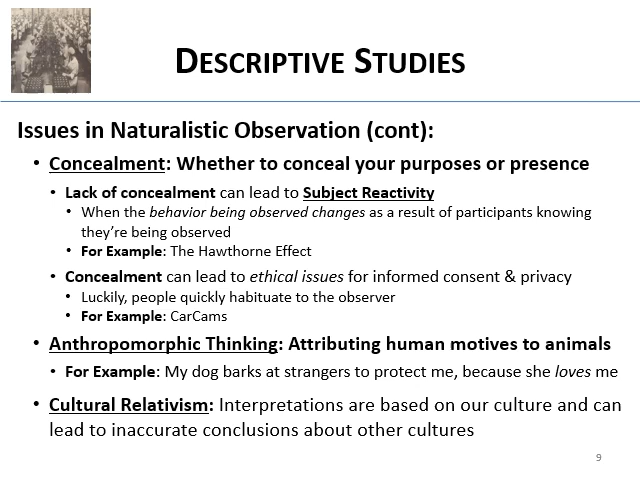 DESCRIPTIVE STUDIES
Issues in Naturalistic Observation (cont):
• Concealment: Whether to conceal your purposes or presence
• Lack of concealment can lead to Subject Reactivity
• When the behavior being observed changes as a result of participants knowing
they're being observed
• For Example: The Hawthorne Effect
• Concealment can lead to ethical issues for informed consent & privacy
• Luckily, people quickly habituate to the observer
• For Example: CarCams
• Anthropomorphic Thinking: Attributing human motives to animals
• For Example: My dog barks at strangers to protect me, because she loves me
• Cultural Relativism: Interpretations are based on our culture and can
lead to inaccurate conclusions about other cultures
9